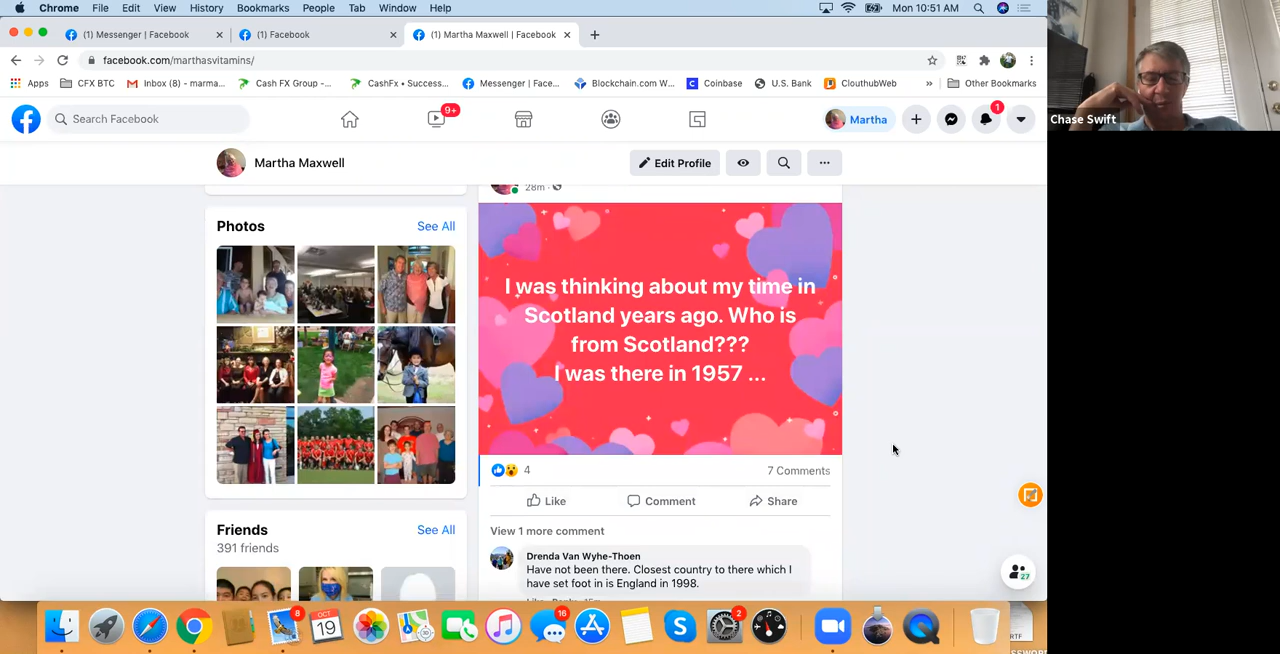 Chrome File Edit View History Bookmarks People Tab Window Help
Mon 10:51 AM
(1) Messenger | Facebook
(1) Facebook
(1) Martha Maxwell | Facebook
facebook.com/marthasvitamins/
Apps CFX BTC Inbox (8) - marma... Cash FX Group -... CashFx • Success... Messenger | Face... Blockchain.com W... Coinbase U.S. Bank ClouthubWeb » Other Bookmarks
Chase Swift
Search Facebook
9+
Martha
1
Martha Maxwell
Edit Profile
28m
Photos
See All
I was thinking about my time in
Scotland years ago. Who is
from Scotland???
I was there in 1957 ...
4
7 Comments
Like
Comment
Share
View 1 more comment
Friends
See All
391 friends
Drenda Van Wyhe-Thoen
Have not been there. Closest country to there which I
have set foot in is England in 1998.
27
8
OCT
19
16
2
RTF